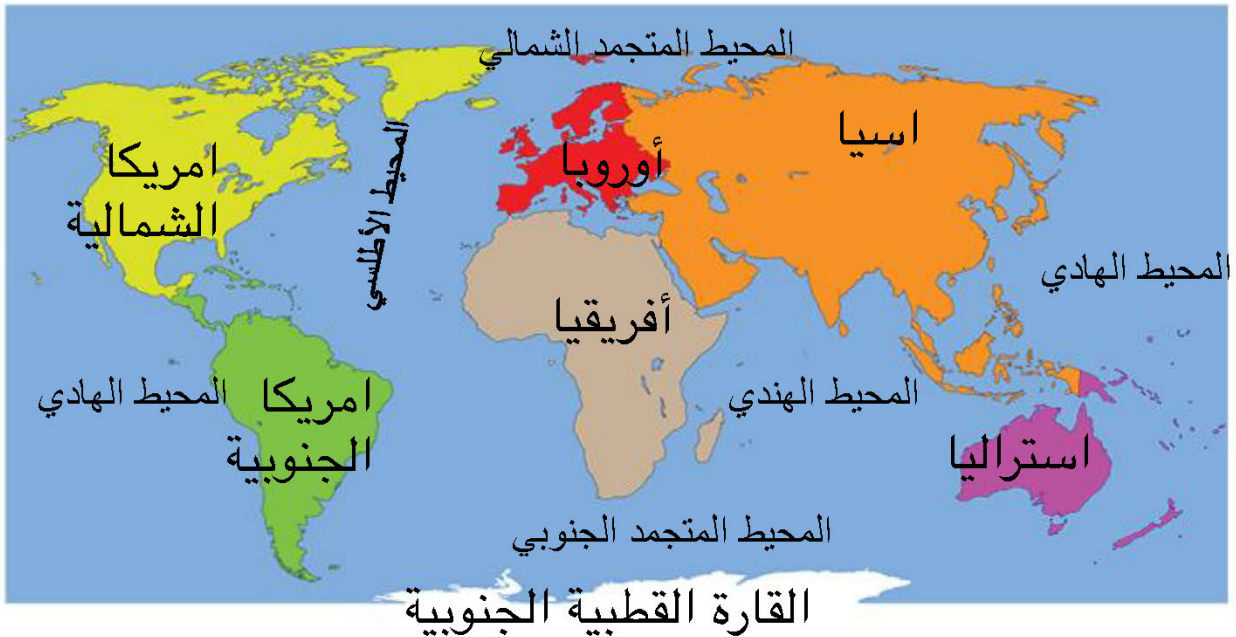 المحيط المتجمد الشمالي
اسيا
أوروبا
المحيط الأطلسي
امريكا
الشمالية
المحيط الهادي
أفريقيا
المحيط الهندي
امريكا
الجنوبية
المحيط الهادي
استراليا
المحيط المتجمد الجنوبي
القارة القطبية الجنوبية